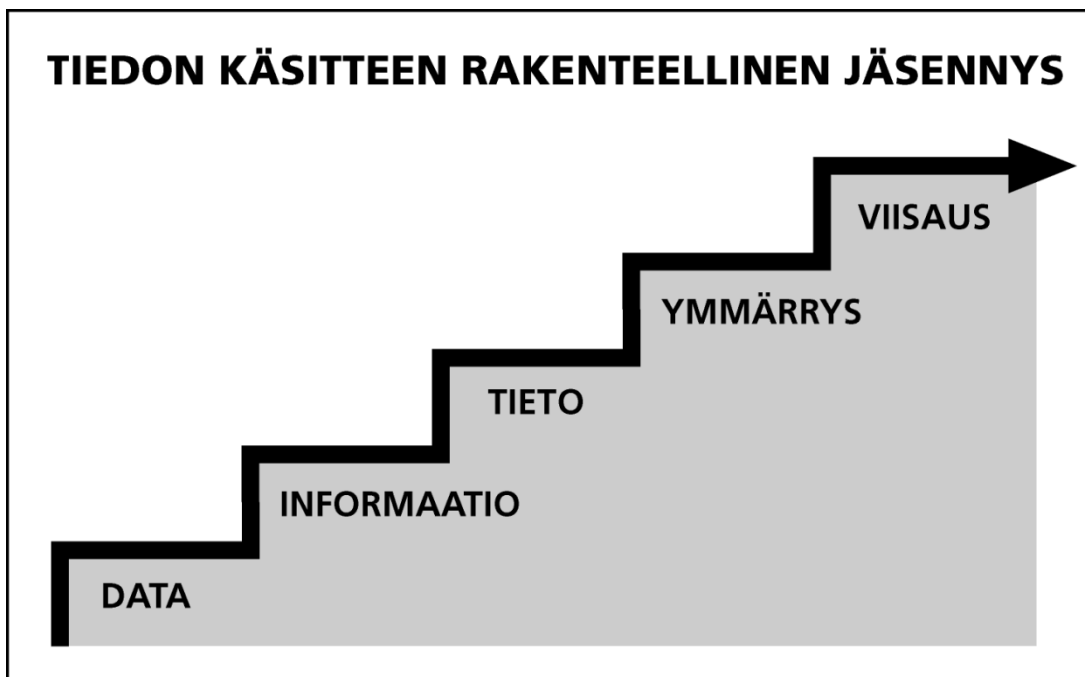 TIEDON KÄSITTEEN RAKENTEELLINEN JÄSENNYS
VIISAUS
YMMÄRRYS
TIETO
INFORMAATIO
DATA